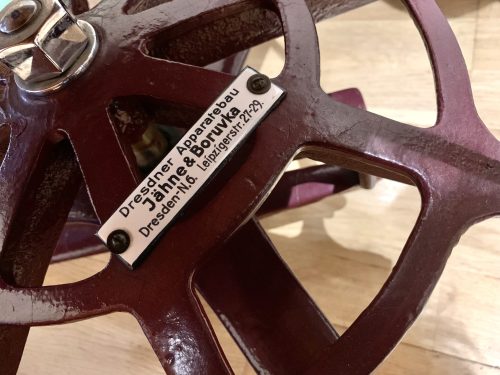 Dresdner Apparatebau
Jähne & Boruvka
Dresden-N.6. Leipzigerstr. 27-29.